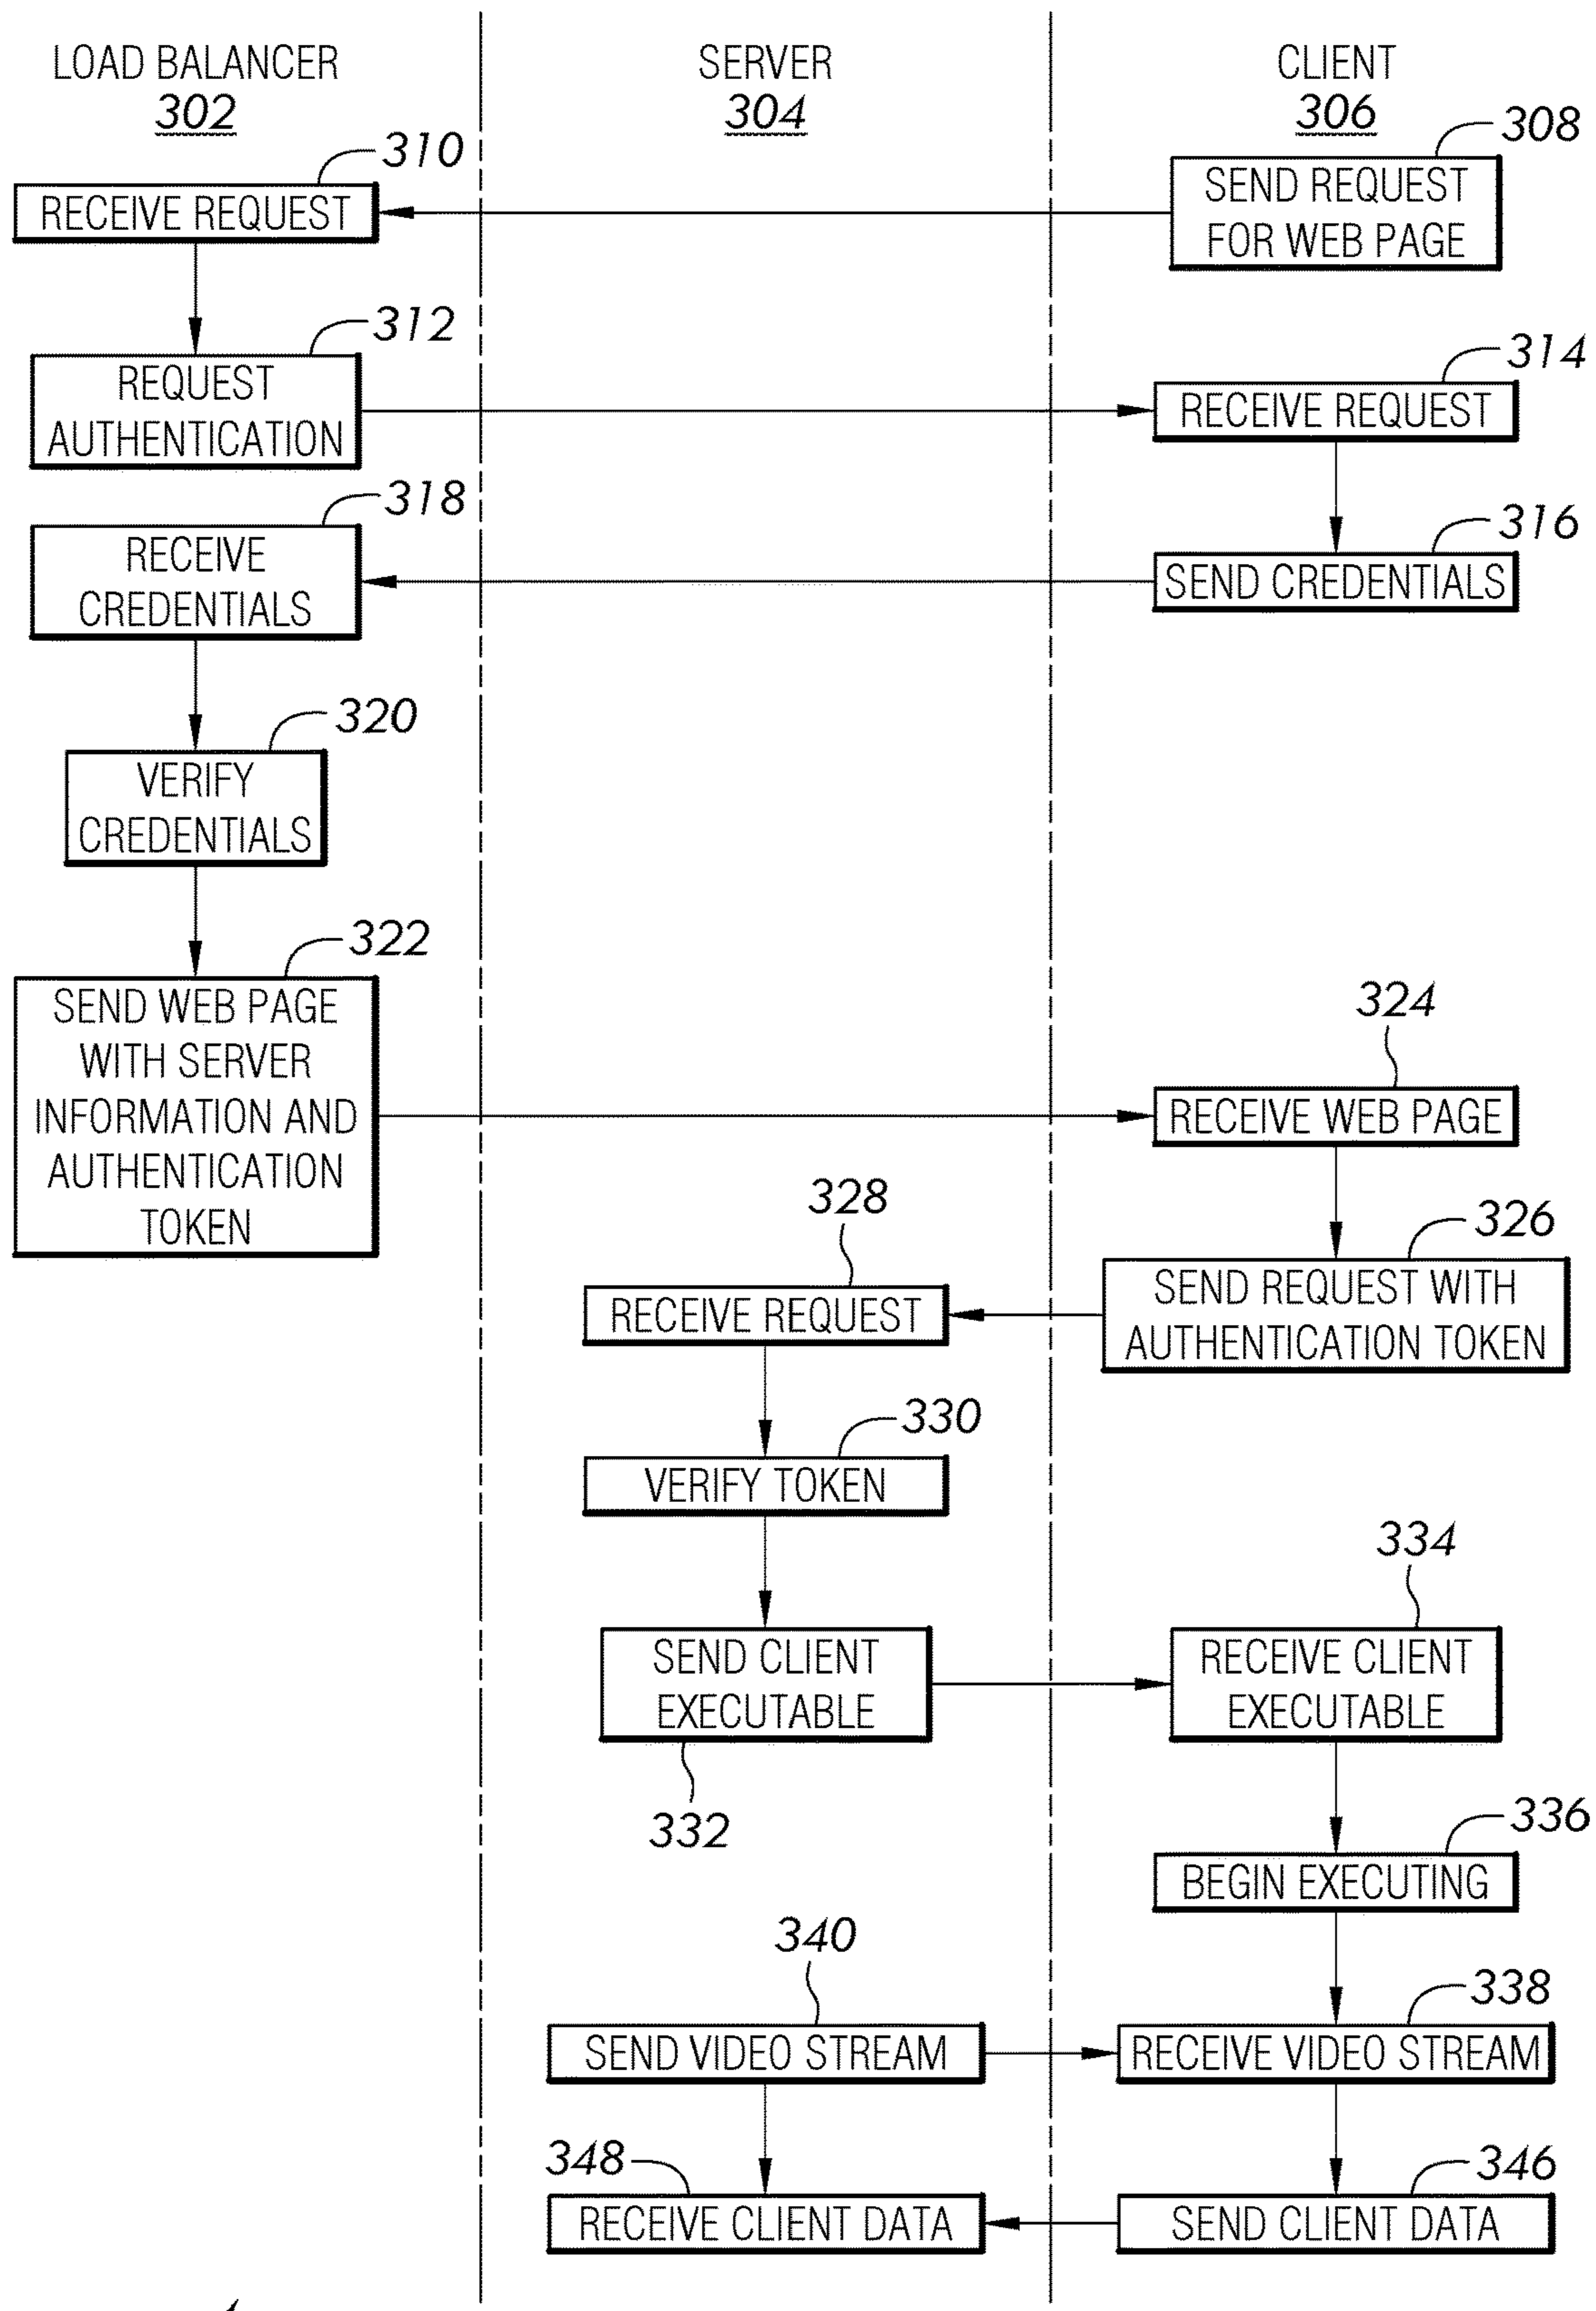 LOAD BALANCER
302
SERVER
304
CLIENT
306
308
SEND REQUEST
FOR WEB PAGE
310
RECEIVE REQUEST
312
REQUEST
AUTHENTICATION
314
RECEIVE REQUEST
316
SEND CREDENTIALS
318
RECEIVE
CREDENTIALS
320
VERIFY
CREDENTIALS
322
SEND WEB PAGE
WITH SERVER
INFORMATION AND
AUTHENTICATION
TOKEN
324
RECEIVE WEB PAGE
326
SEND REQUEST WITH
AUTHENTICATION TOKEN
328
RECEIVE REQUEST
330
VERIFY TOKEN
SEND CLIENT
EXECUTABLE
332
334
RECEIVE CLIENT
EXECUTABLE
336
BEGIN EXECUTING
340
SEND VIDEO STREAM
338
RECEIVE VIDEO STREAM
348
RECEIVE CLIENT DATA
346
SEND CLIENT DATA